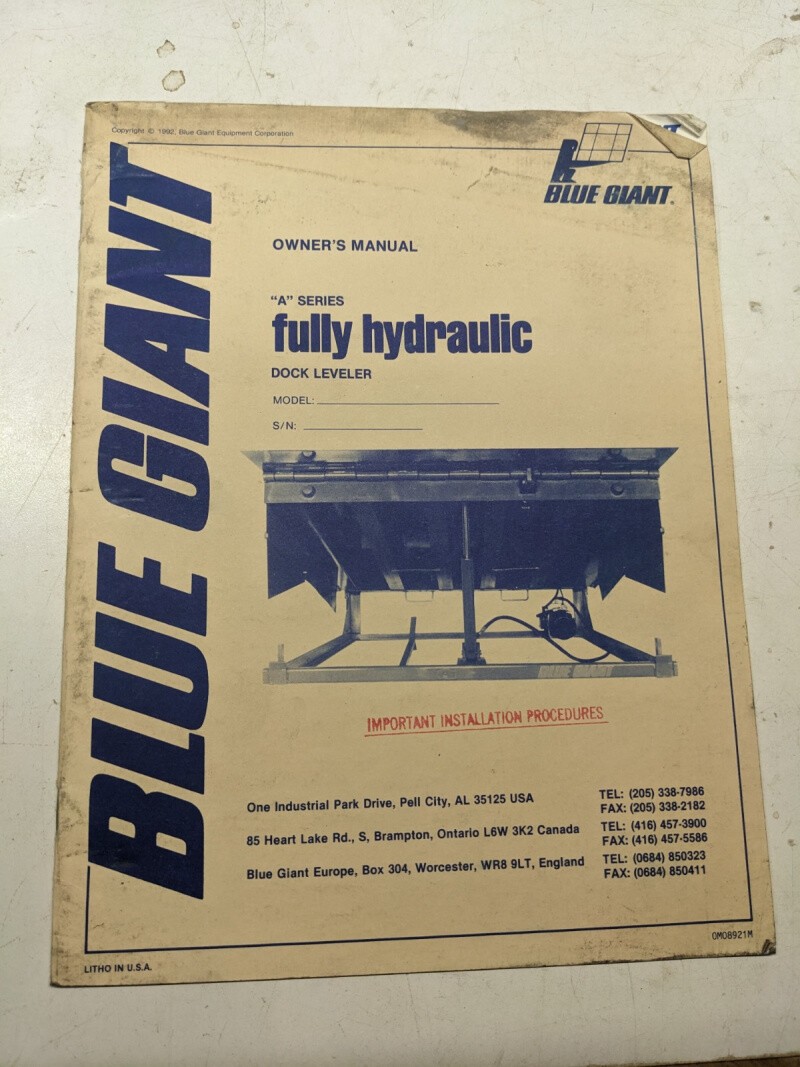 Copyright © 1992, Blue Giant Equipment Corporation
BLUE GIANT.
BLUE GIANT
OWNER'S MANUAL
"A" SERIES
fully hydraulic
DOCK LEVELER
MODEL:
S/N:
BLUE GIANT
IMPORTANT INSTALLATION PROCEDURES
One Industrial Park Drive, Pell City, AL 35125 USA TEL: (205) 338-7986
FAX: (205) 338-2182
85 Heart Lake Rd., S, Brampton, Ontario L6W 3K2 Canada TEL: (416) 457-3900
FAX: (416) 457-5586
Blue Giant Europe, Box 304, Worcester, WR8 9LT, England TEL: (0684) 850323
FAX: (0684) 850411
OM08921M
LITHO IN U.S.A.